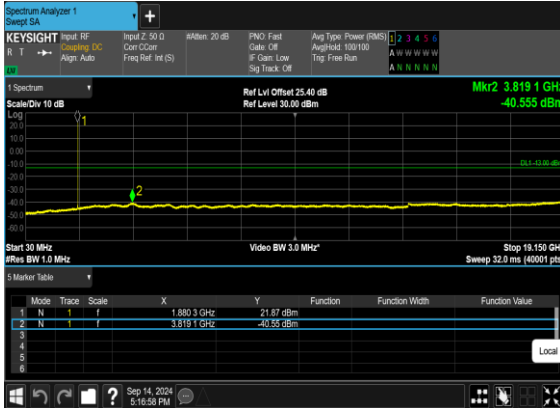 Spectrum Analyzer 1
Swept SA
+
KEYSIGHT Input: RF Input Z: 50 Ω #Atten: 20 dB PNO: Fast Avg Type: Power (RMS) 1 2 3 4 5 6
R T Coupling: DC Corr CCorr Gate: Off Avg|Hold: 100/100 A W W W W W
Align: Auto Freq Ref: Int (S) IF Gain: Low Trig: Free Run
Sig Track: Off A N N N N N
1 Spectrum Ref Lvl Offset 25.40 dB Mkr2 3.819 1 GHz
Scale/Div 10 dB Ref Level 30.00 dBm -40.555 dBm
Log
20.0
10.0
0.00
-10.0 DL1 -13.00 dBm
-20.0
-30.0
-40.0
-50.0
-60.0
1
2
Start 30 MHz Video BW 3.0 MHz* Stop 19.150 GHz
#Res BW 1.0 MHz Sweep 32.0 ms (40001 pts)
5 Marker Table
Mode Trace Scale X Y Function Function Width Function Value
1 N 1 f 1.880 3 GHz 21.87 dBm
2 N 1 f 3.819 1 GHz -40.55 dBm
3
4
5
6
Local
? Sep 14, 2024
5:16:58 PM